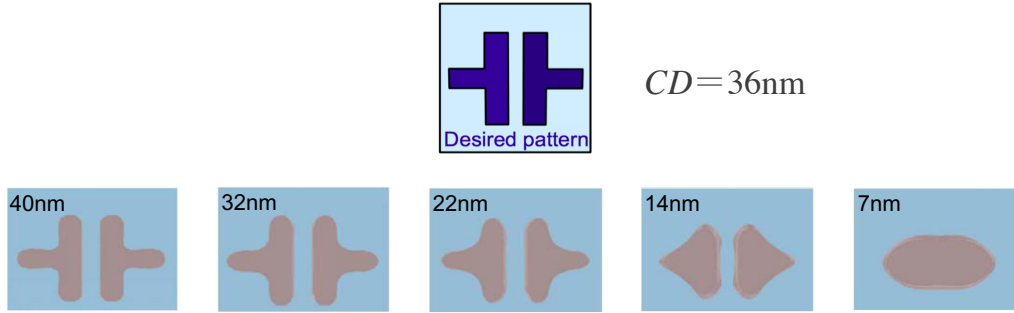 Desired pattern
CD＝36nm
40nm
32nm
22nm
14nm
7nm